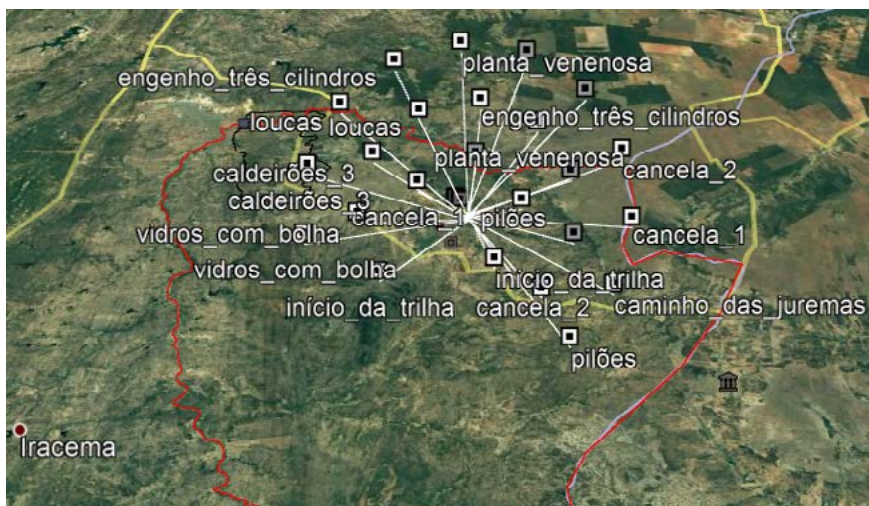 planta_venenosa
engenho_três_cilindros
engenho_três_cilindros
loucas
loucas
planta_venenosa
cancela_2
caldeirões_3
caldeirões_3
cancela_1
pilões
vidros_com_bolha
cancela_1
vidros_com_bolha
início_da_trilha
início_da_trilha
cancela_2
caminho_das_juremas
pilões
Iracema